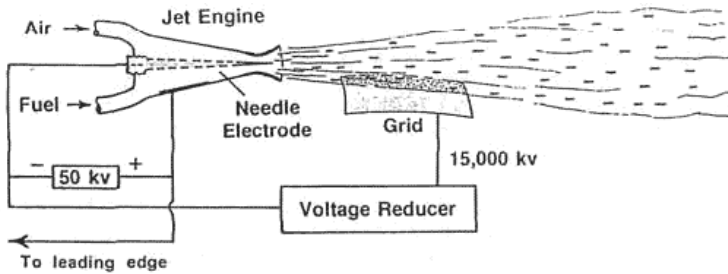 Jet Engine
Air
Fuel
Needle
Electrode
Grid
15,000 kv
− 50 kv +
Voltage Reducer
To leading edge